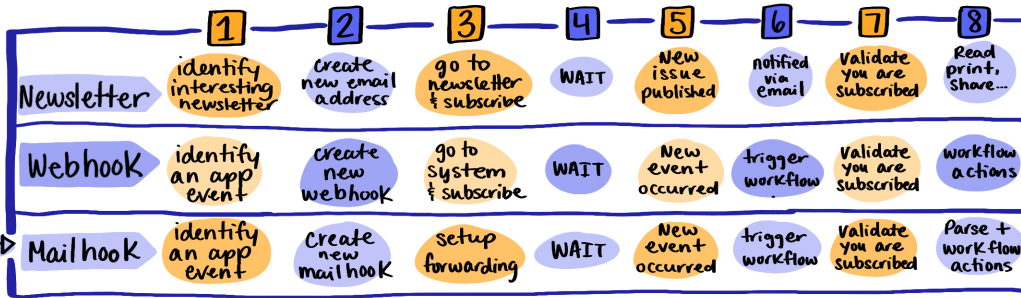 1 2 3 4 5 6 7 8
Newsletter
identify
interesting
newsletter
create
new email
address
go to
newsletter
& subscribe
WAIT
New
issue
published
notified
via
email
Validate
you are
subscribed
Read
print,
share...
Webhook
identify
an app
event
create
new
webhook
go to
system
& subscribe
WAIT
New
event
occurred
trigger
workflow
Validate
you are
subscribed
workflow
actions
Mailhook
identify
an app
event
Create
new
mailhook
setup
forwarding
WAIT
New
event
occurred
trigger
workflow
Validate
you are
subscribed
Parse +
workflow
actions